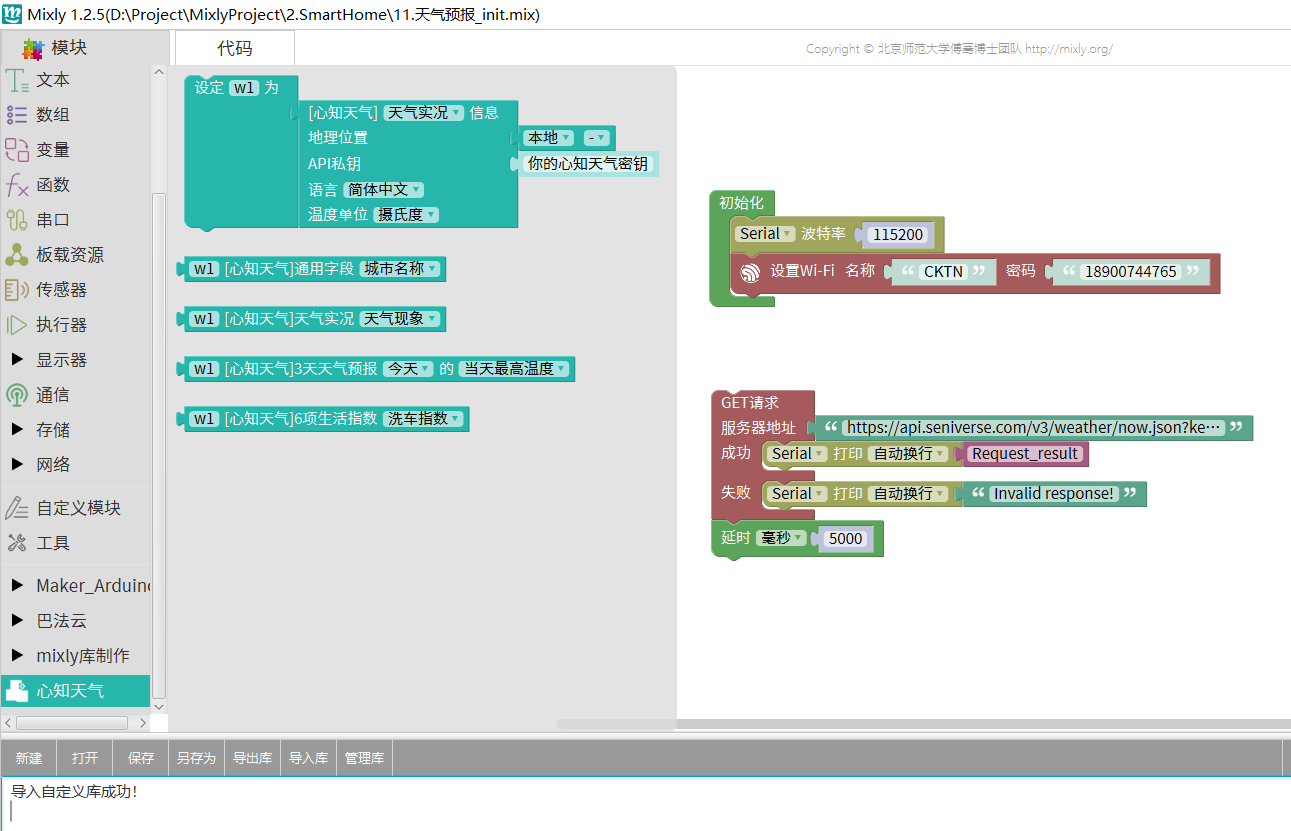 Mixly 1.2.5(D:\Project\MixlyProject\2.SmartHome\11.天气预报_init.mix)
模块
代码
Copyright © 北京师范大学傅骞博士团队 http://mixly.org/
文本
数组
变量
函数
串口
板载资源
传感器
执行器
显示器
通信
存储
网络
自定义模块
工具
Maker_Arduino
巴法云
mixly库制作
心知天气
设定 w1 为
[心知天气] 天气实况 信息
地理位置 本地 -
API私钥 你的心知天气密钥
语言 简体中文
温度单位 摄氏度
w1 [心知天气]通用字段 城市名称
w1 [心知天气]天气实况 天气现象
w1 [心知天气]3天天气预报 今天 的 当天最高温度
w1 [心知天气]6项生活指数 洗车指数
初始化
Serial 波特率 115200
设置Wi-Fi 名称 “ CKTN ” 密码 “ 18900744765 ”
GET请求
服务器地址 “ https://api.seniverse.com/v3/weather/now.json?ke… ”
成功 Serial 打印 自动换行 Request_result
失败 Serial 打印 自动换行 “ Invalid response! ”
延时 毫秒 5000
新建 打开 保存 另存为 导出库 导入库 管理库
导入自定义库成功!